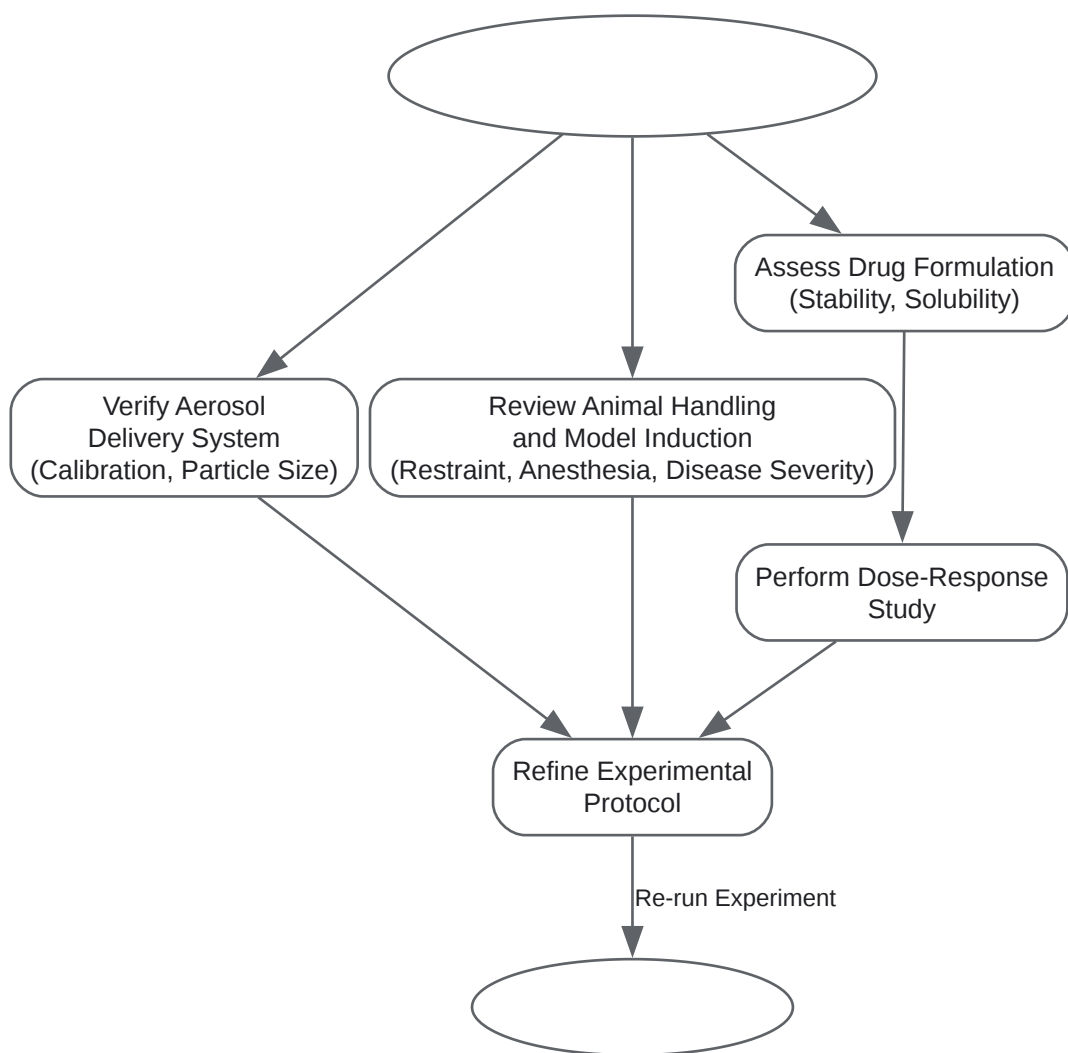 Assess Drug Formulation
(Stability, Solubility)
Verify Aerosol
Delivery System
(Calibration, Particle Size)
Review Animal Handling
and Model Induction
(Restraint, Anesthesia, Disease Severity)
Perform Dose-Response
Study
Refine Experimental
Protocol
Re-run Experiment